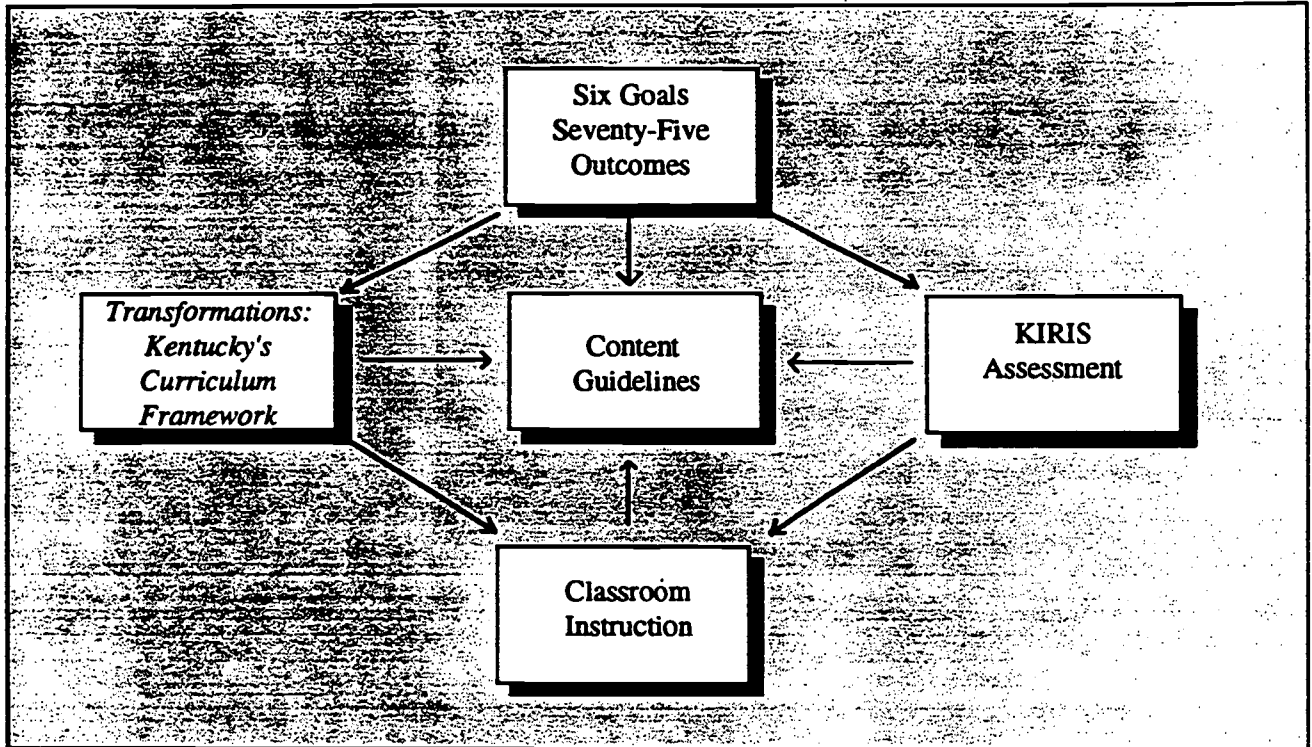 Six Goals
Seventy-Five
Outcomes
Transformations:
Kentucky's
Curriculum
Framework
Content
Guidelines
KIRIS
Assessment
Classroom
Instruction